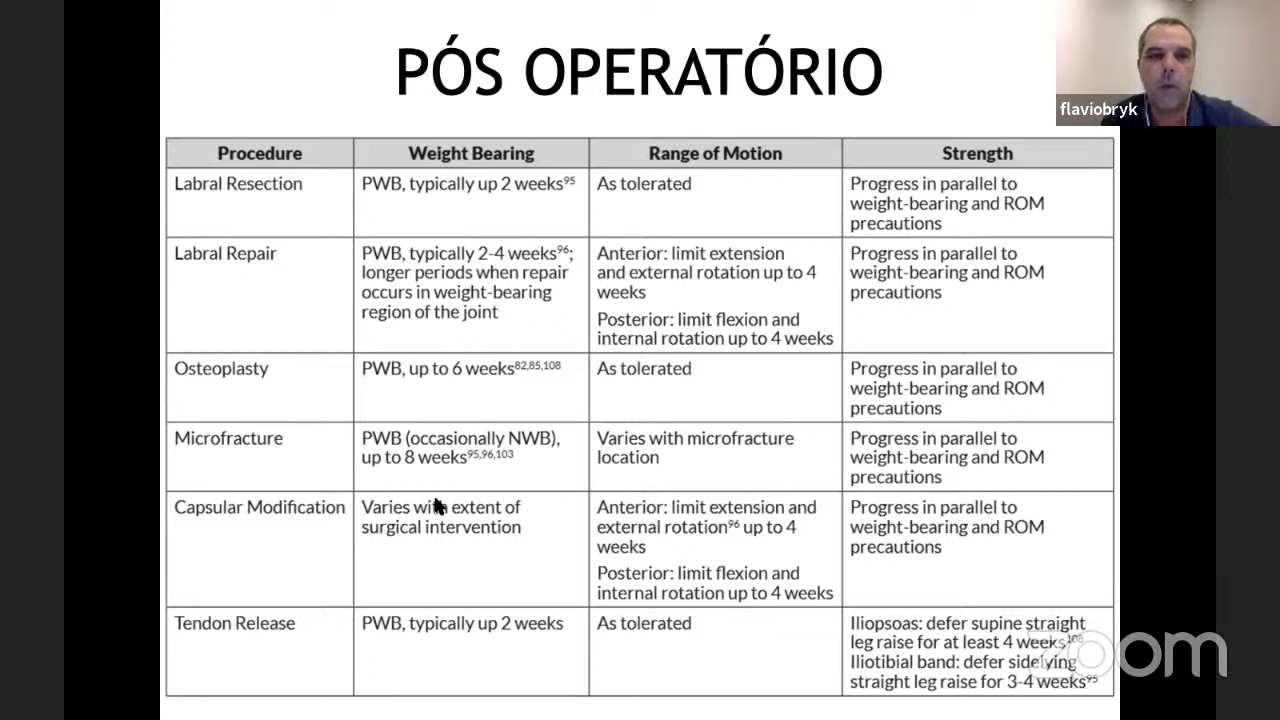 PÓS OPERATÓRIO
flaviobryk
Procedure Weight Bearing Range of Motion Strength
Labral Resection
PWB, typically up 2 weeks95
As tolerated
Progress in parallel to
weight-bearing and ROM
precautions
Labral Repair
PWB, typically 2-4 weeks96;
longer periods when repair
occurs in weight-bearing
region of the joint
Anterior: limit extension
and external rotation up to 4
weeks
Posterior: limit flexion and
internal rotation up to 4 weeks
Progress in parallel to
weight-bearing and ROM
precautions
Osteoplasty
PWB, up to 6 weeks82,85,108
As tolerated
Progress in parallel to
weight-bearing and ROM
precautions
Microfracture
PWB (occasionally NWB),
up to 8 weeks95,96,103
Varies with microfracture
location
Progress in parallel to
weight-bearing and ROM
precautions
Capsular Modification
Varies with extent of
surgical intervention
Anterior: limit extension and
external rotation96 up to 4
weeks
Posterior: limit flexion and
internal rotation up to 4 weeks
Progress in parallel to
weight-bearing and ROM
precautions
Tendon Release
PWB, typically up 2 weeks
As tolerated
Iliopsoas: defer supine straight
leg raise for at least 4 weeks108
Iliotibial band: defer sidelying
straight leg raise for 3-4 weeks95
zoom